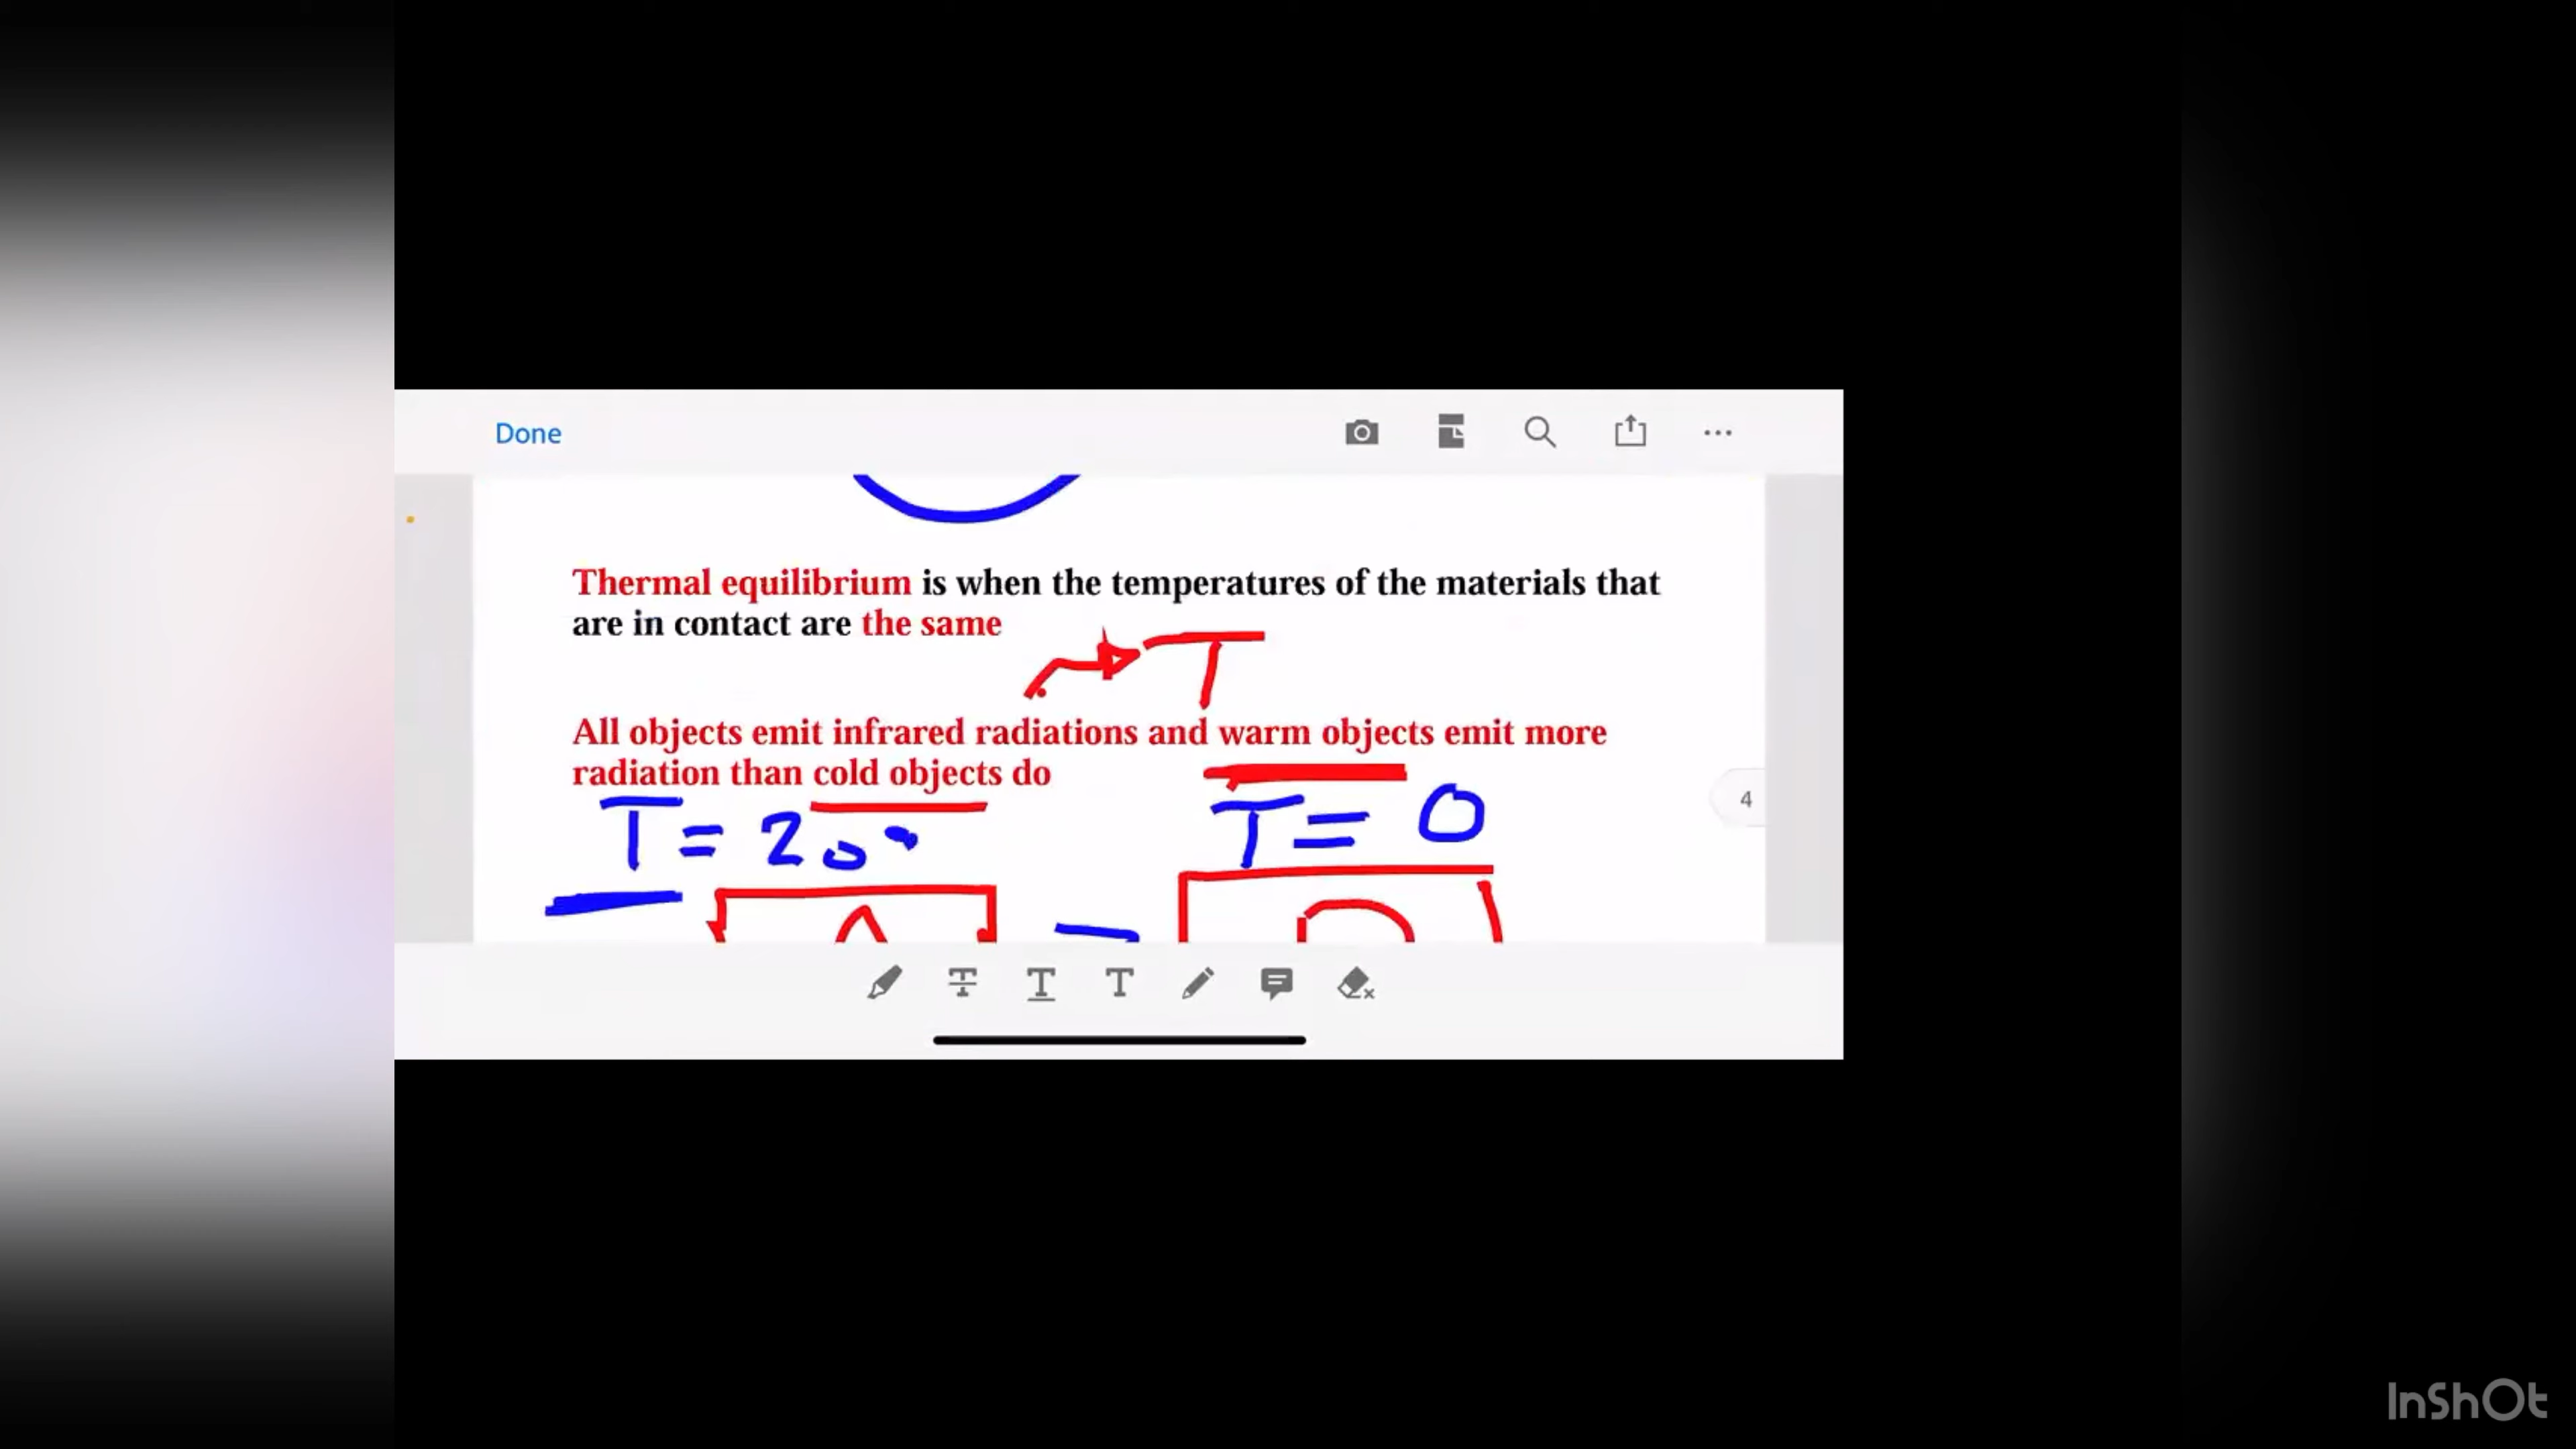 Done
Thermal equilibrium is when the temperatures of the materials that
are in contact are the same
T
All objects emit infrared radiations and warm objects emit more
radiation than cold objects do
T = 20° T = 0
4
InShOt